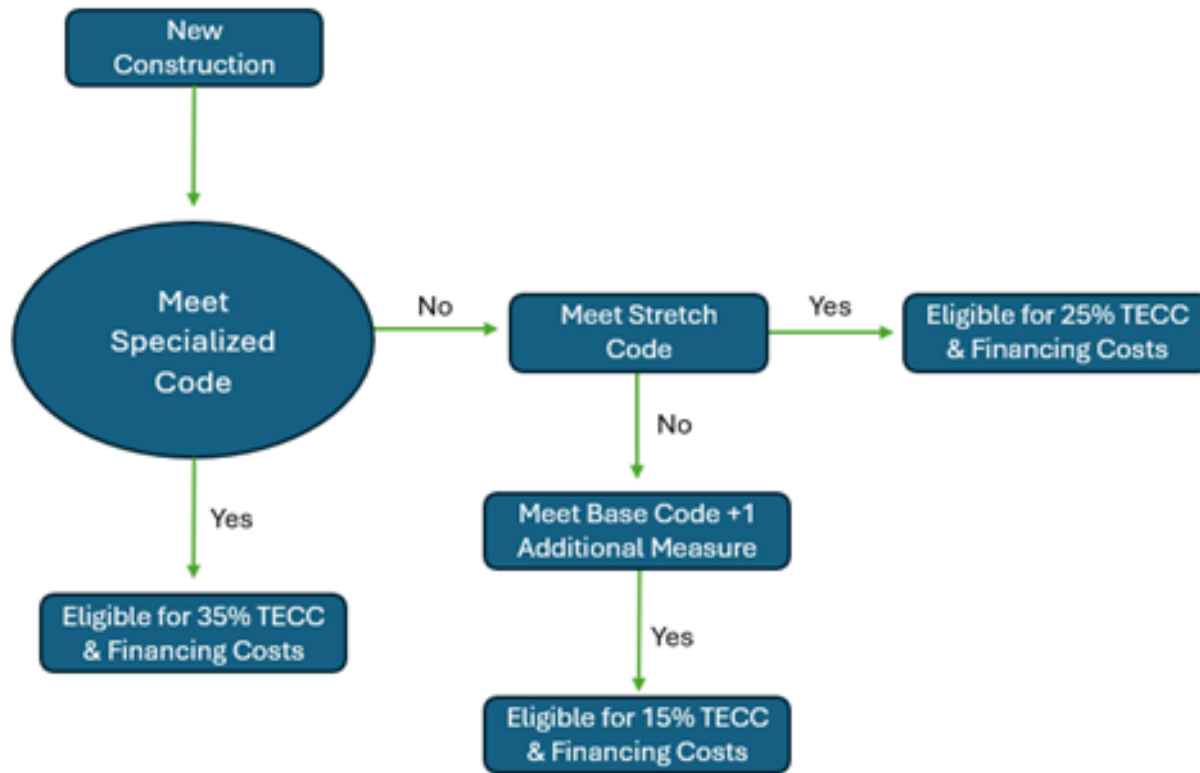 New
Construction
Meet
Specialized
Code
No
Meet Stretch
Code
Yes
Eligible for 25% TECC
& Financing Costs
No
Yes
Meet Base Code +1
Additional Measure
Eligible for 35% TECC
& Financing Costs
Yes
Eligible for 15% TECC
& Financing Costs